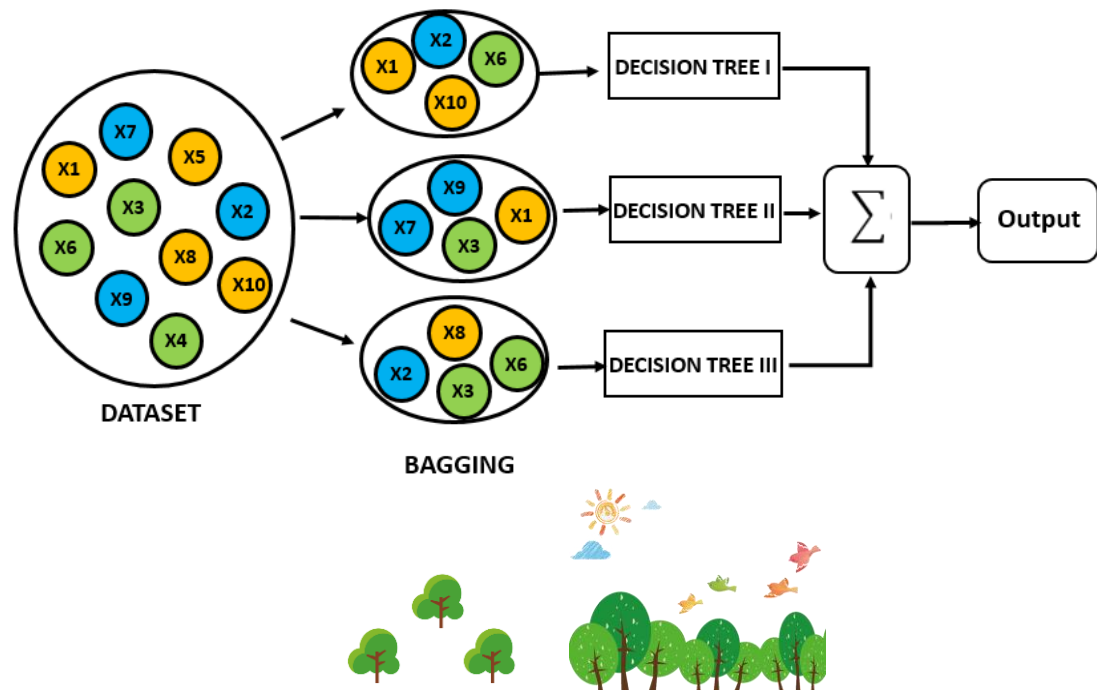 X7
X1
X5
X3
X2
X6
X8
X10
X9
X4
DATASET
X1
X2
X6
X10
X9
X7
X3
X1
X8
X2
X3
X6
BAGGING
DECISION TREE I
DECISION TREE II
DECISION TREE III
∑
Output